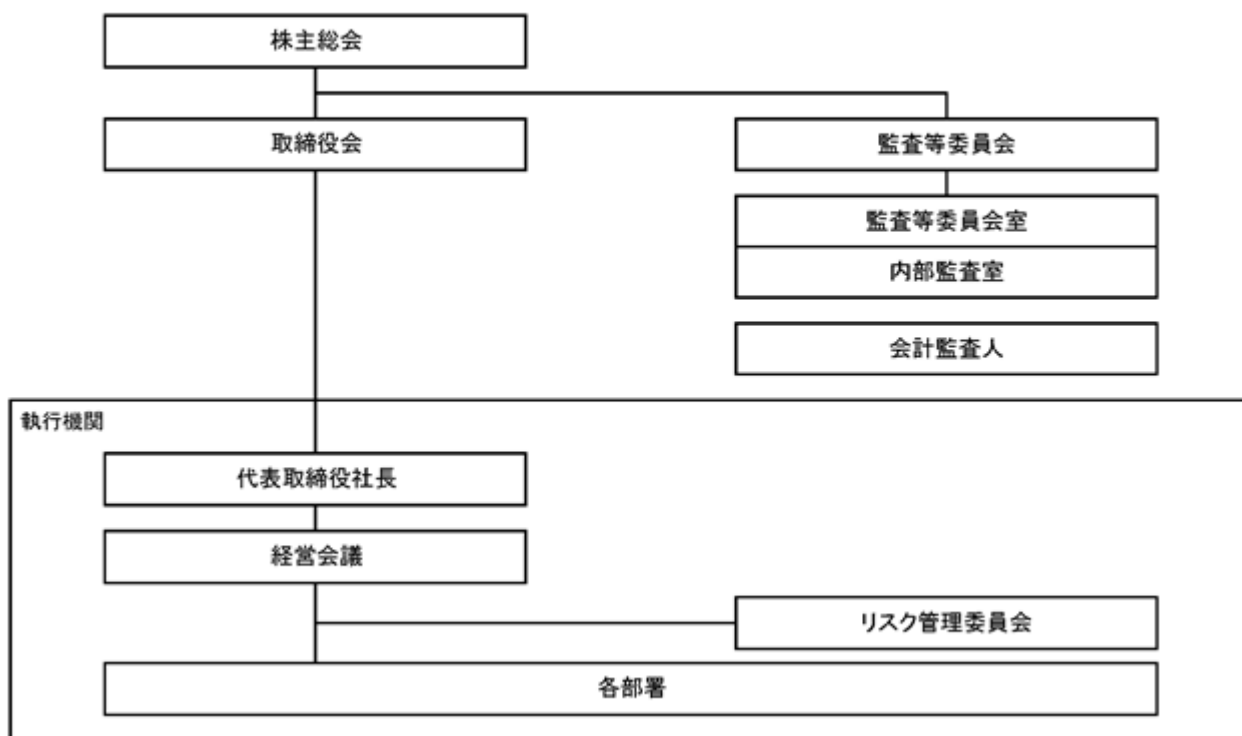 株主総会
取締役会
監査等委員会
監査等委員会室
内部監査室
会計監査人
執行機関
代表取締役社長
経営会議
リスク管理委員会
各部署